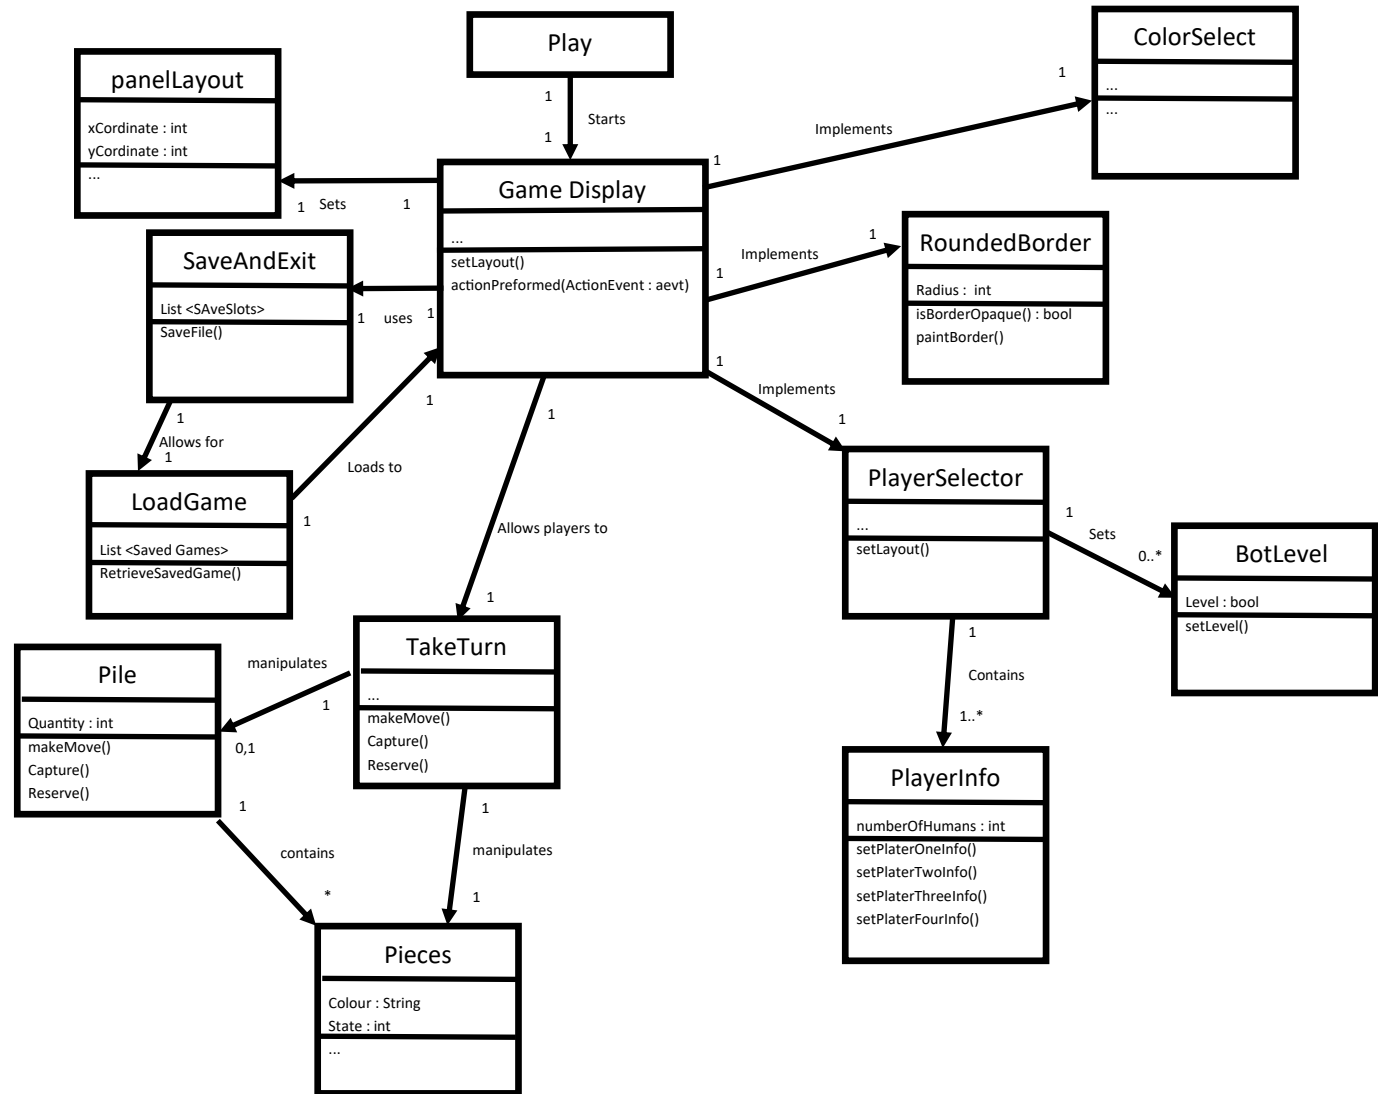 Play
1
Starts
1
ColorSelect
...
...
1
Implements
1
panelLayout
xCordinate : int
yCordinate : int
...
1 Sets 1
Game Display
...
setLayout()
actionPreformed(ActionEvent : aevt)
RoundedBorder
Radius : int
isBorderOpaque() : bool
paintBorder()
1
Implements
1
SaveAndExit
List <SAveSlots>
SaveFile()
1 uses 1
1
Allows for
1
LoadGame
List <Saved Games>
RetrieveSavedGame()
1
Loads to
1
1
Allows players to
1
1
Implements
1
PlayerSelector
...
setLayout()
1
Sets
0..*
BotLevel
Level : bool
setLevel()
1
Contains
1..*
PlayerInfo
numberOfHumans : int
setPlaterOneInfo()
setPlaterTwoInfo()
setPlaterThreeInfo()
setPlaterFourInfo()
TakeTurn
...
makeMove()
Capture()
Reserve()
manipulates
1
0,1
Pile
Quantity : int
makeMove()
Capture()
Reserve()
1
contains
*
1
manipulates
1
Pieces
Colour : String
State : int
...